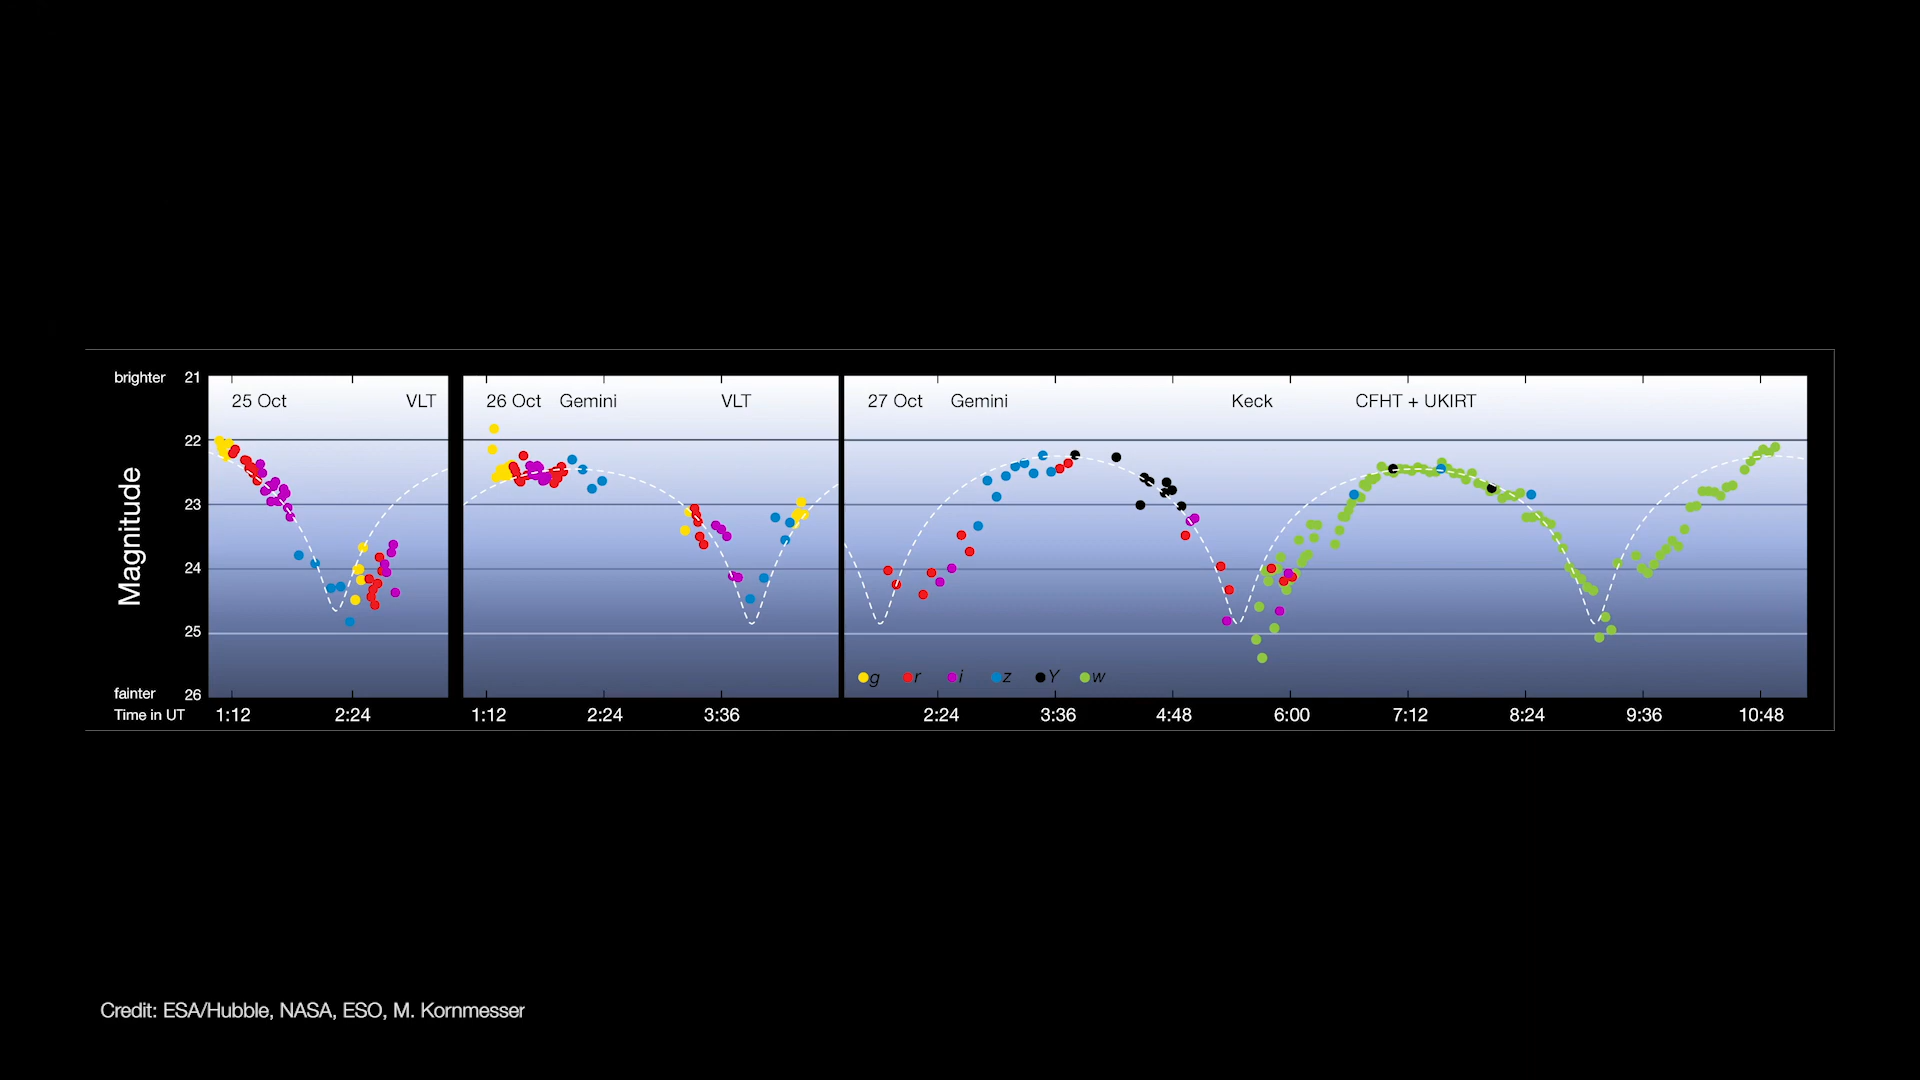 brighter 21
25 Oct VLT 26 Oct Gemini VLT 27 Oct Gemini Keck CFHT + UKIRT
22
23
Magnitude
24
25
g r i z Y w
fainter 26
Time in UT 1:12 2:24 1:12 2:24 3:36 2:24 3:36 4:48 6:00 7:12 8:24 9:36 10:48
Credit: ESA/Hubble, NASA, ESO, M. Kornmesser